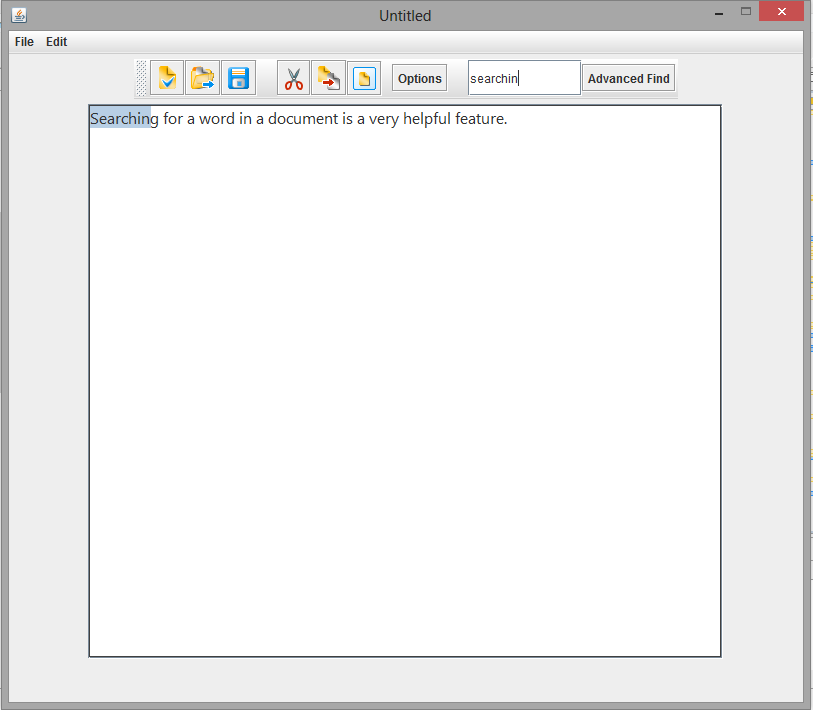 Untitled
File Edit
Options searchin Advanced Find
Searching for a word in a document is a very helpful feature.